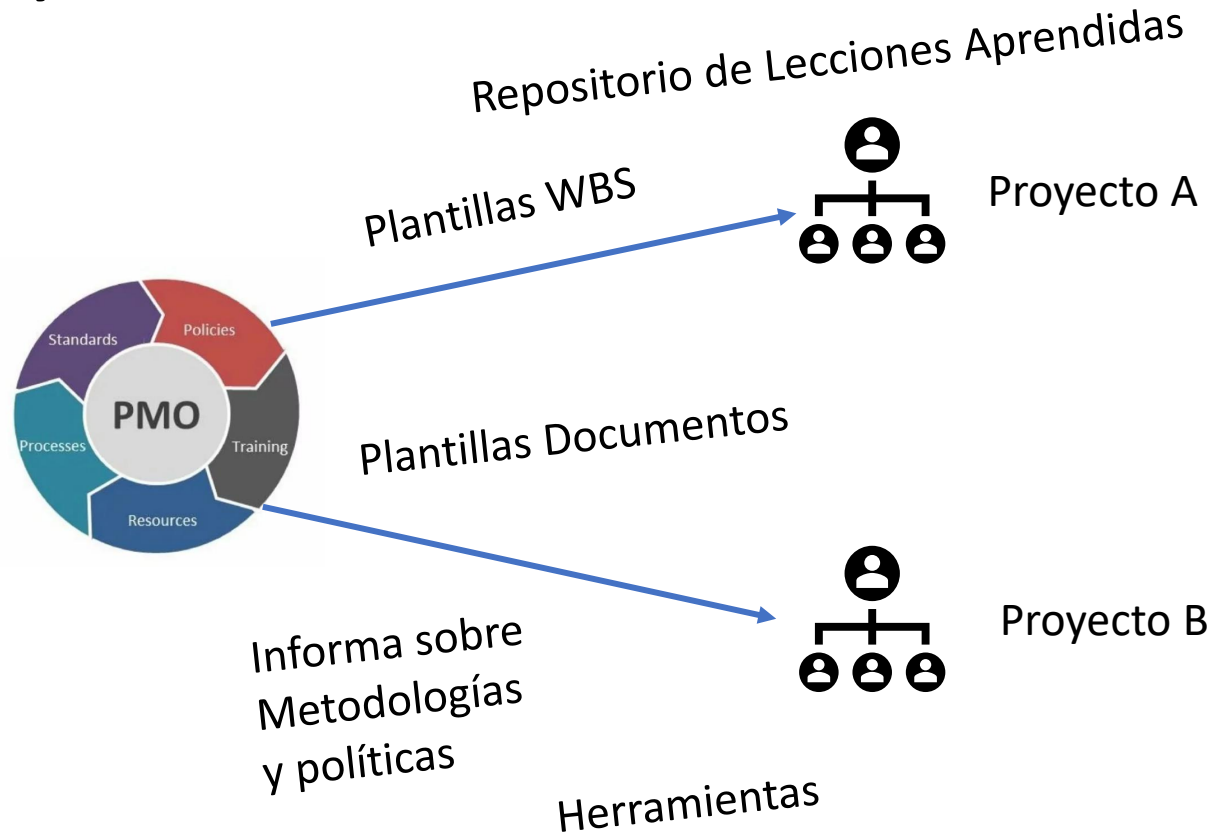 Repositorio de Lecciones Aprendidas
Plantillas WBS
Proyecto A
Standards
Policies
PMO
Processes
Training
Resources
Plantillas Documentos
Proyecto B
Informa sobre
Metodologías
y políticas
Herramientas